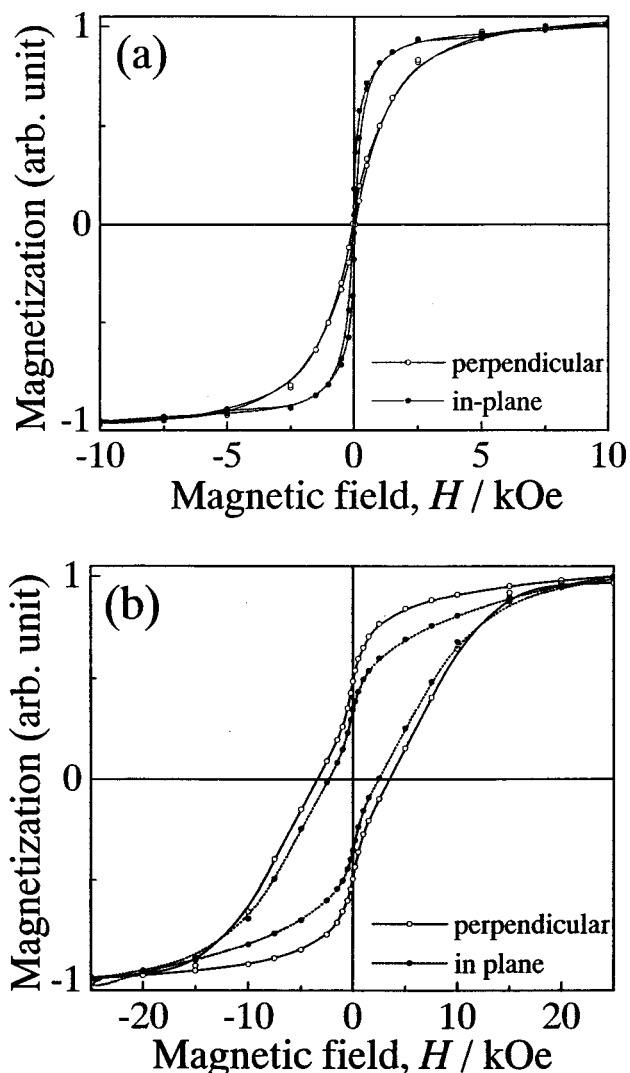 (a)
Magnetization (arb. unit)
1
0
-1
perpendicular
in-plane
-10
-5
0
5
10
Magnetic field, H / kOe
(b)
Magnetization (arb. unit)
1
0
-1
perpendicular
in plane
-20
-10
0
10
20
Magnetic field, H / kOe